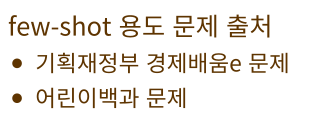 few-shot 용도 문제 출처
• 기획재정부 경제배움e 문제
• 어린이백과 문제